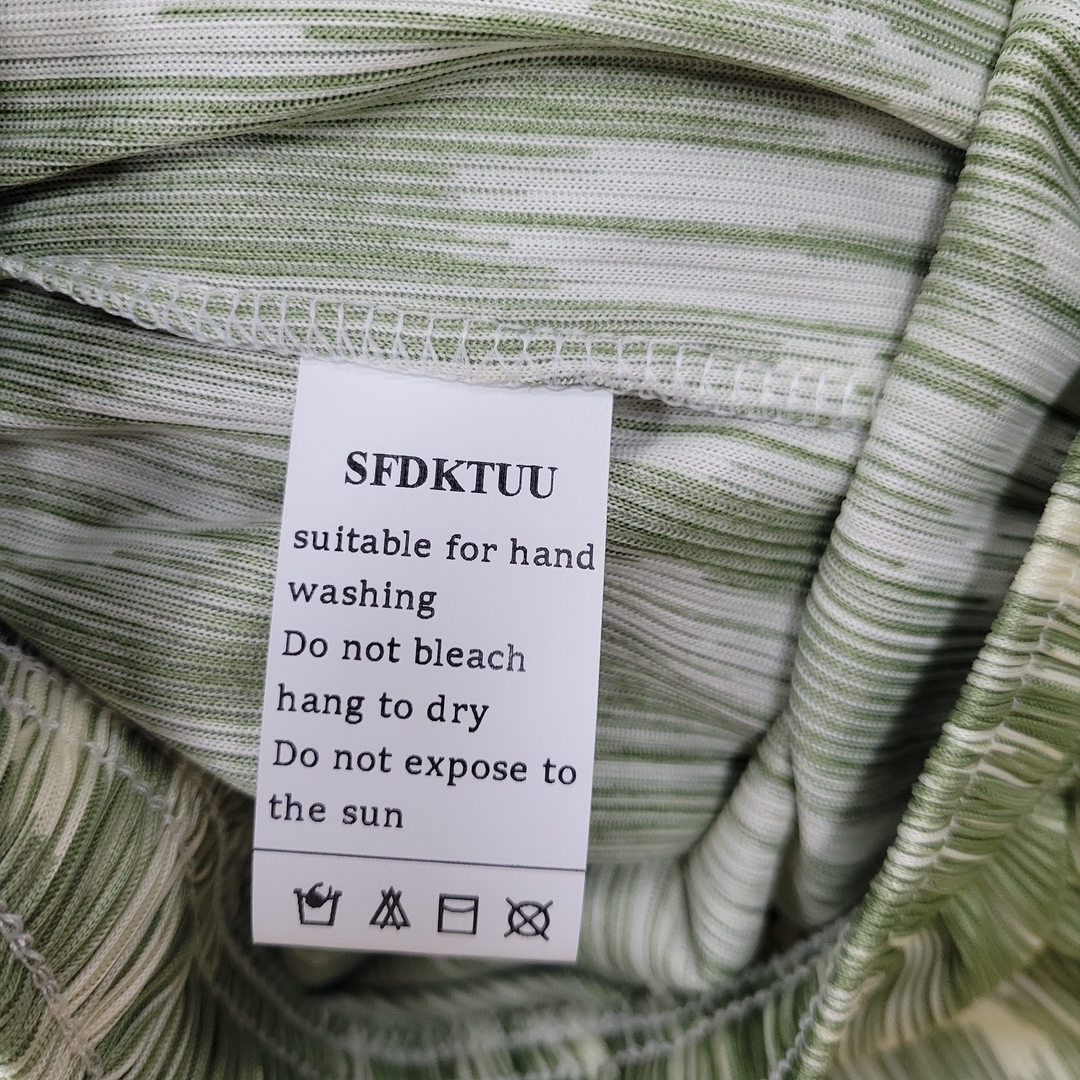 SFDKTUU
suitable for hand
washing
Do not bleach
hang to dry
Do not expose to
the sun